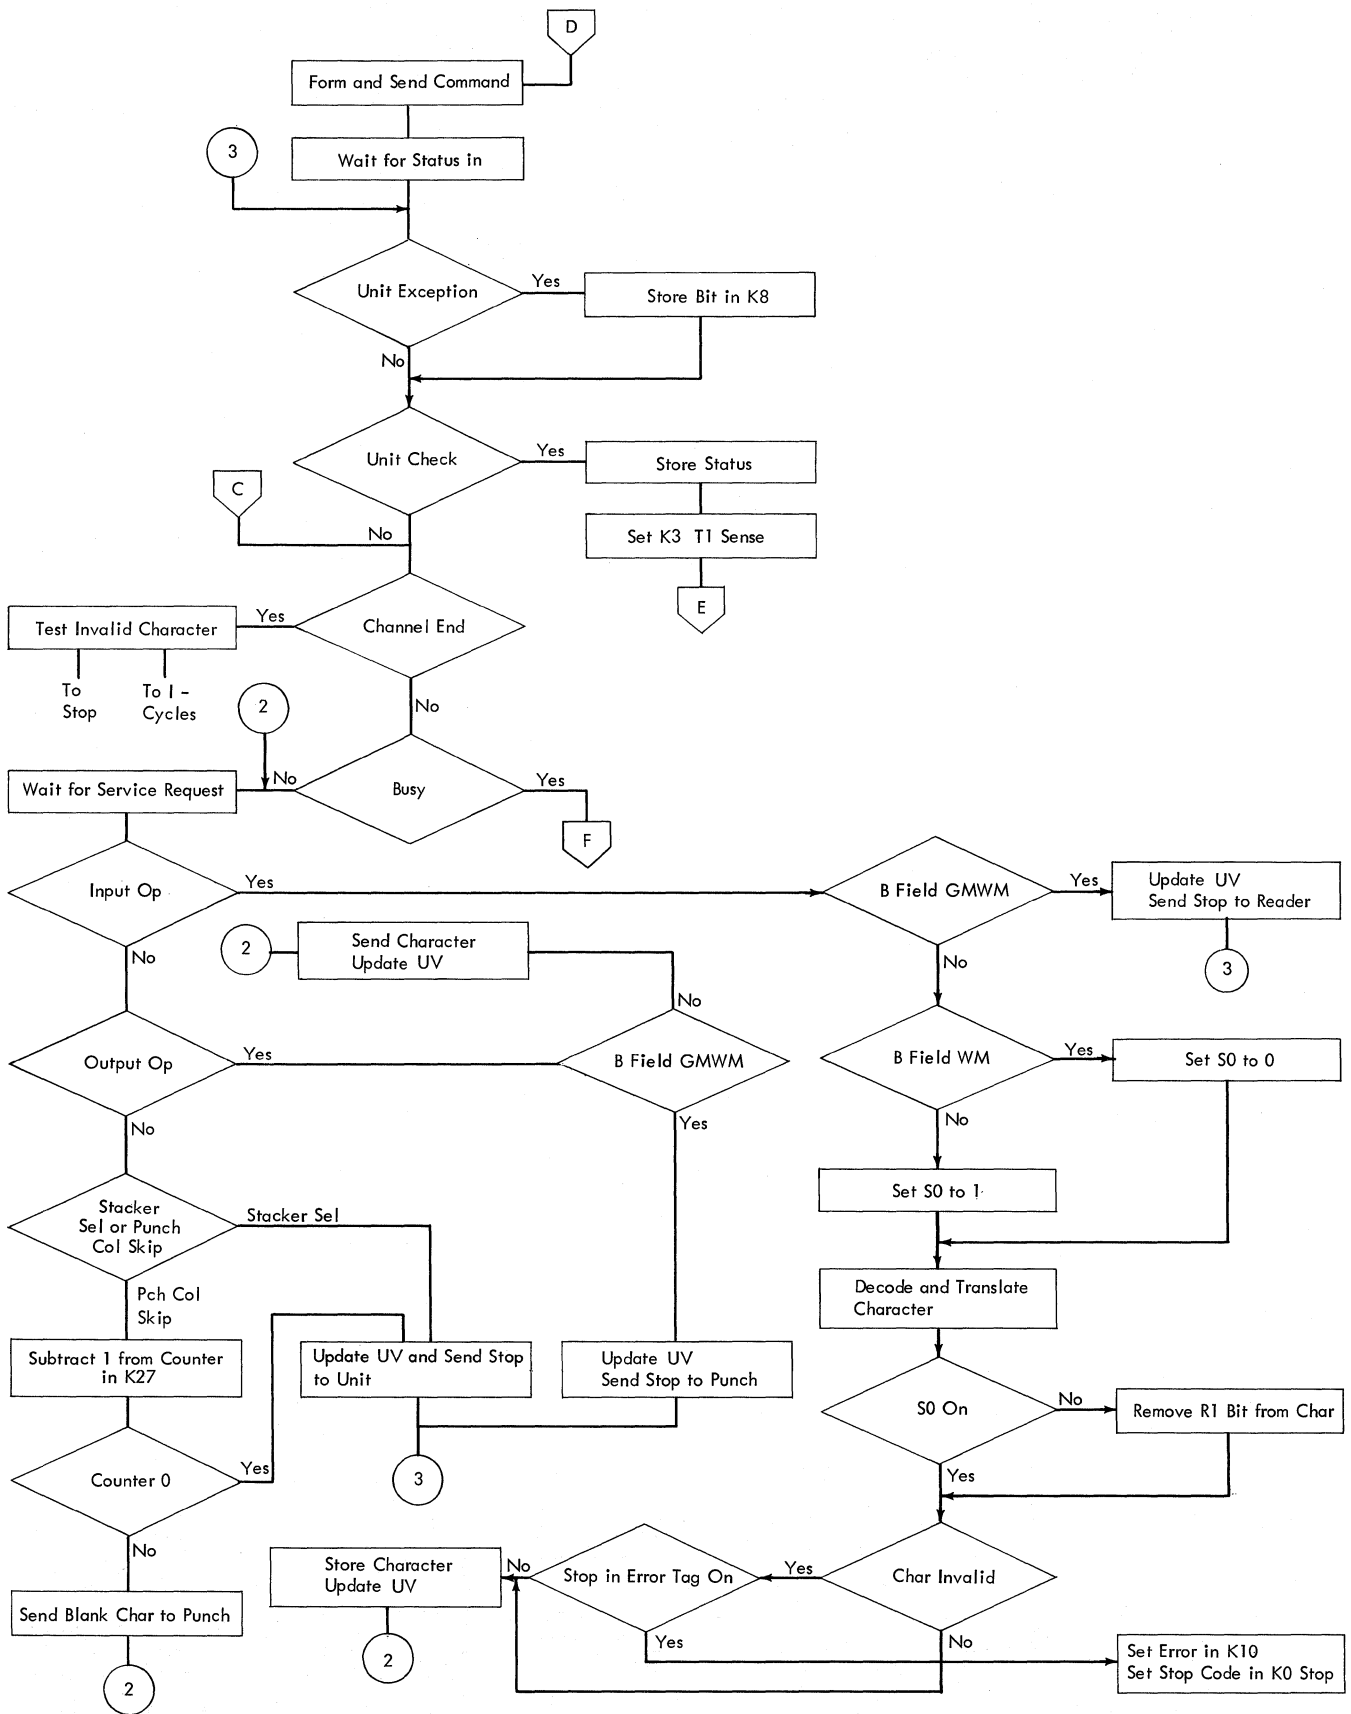 D
Form and Send Command
3
Wait for Status in
Unit Exception
Yes
Store Bit in K8
No
Unit Check
Yes
Store Status
C
No
Set K3 T1 Sense
E
Test Invalid Character
Yes
Channel End
To
Stop
To I -
Cycles
2
No
Wait for Service Request
No
Busy
Yes
F
Input Op
Yes
B Field GMWM
Yes
Update UV
Send Stop to Reader
No
2
Send Character
Update UV
No
3
No
Output Op
Yes
B Field GMWM
B Field WM
Yes
Set S0 to 0
No
Yes
No
Set S0 to 1
Stacker
Sel or Punch
Col Skip
Stacker Sel
Pch Col
Skip
Decode and Translate
Character
Subtract 1 from Counter
in K27
Update UV and Send Stop
to Unit
Update UV
Send Stop to Punch
S0 On
No
Remove R1 Bit from Char
Counter 0
Yes
3
Yes
No
Store Character
Update UV
No
Stop in Error Tag On
Yes
Char Invalid
Send Blank Char to Punch
2
Yes
No
Set Error in K10
Set Stop Code in K0 Stop
2